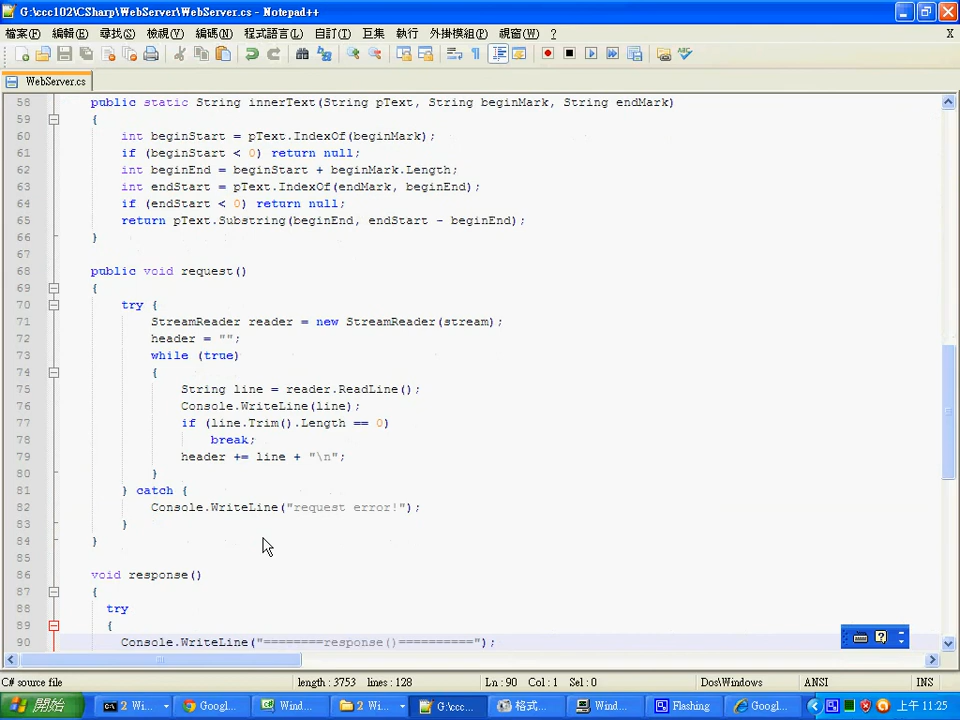 G:\ccc102\CSharp\WebServer\WebServer.cs - Notepad++
檔案(F) 編輯(E) 尋找(S) 檢視(V) 編碼(N) 程式語言(L) 自訂(T) 巨集 執行 外掛模組(P) 視窗(W) ? X
WebServer.cs
58 public static String innerText(String pText, String beginMark, String endMark)
59 {
60 int beginStart = pText.IndexOf(beginMark);
61 if (beginStart < 0) return null;
62 int beginEnd = beginStart + beginMark.Length;
63 int endStart = pText.IndexOf(endMark, beginEnd);
64 if (endStart < 0) return null;
65 return pText.Substring(beginEnd, endStart - beginEnd);
66 }
67
68 public void request()
69 {
70 try {
71 StreamReader reader = new StreamReader(stream);
72 header = "";
73 while (true)
74 {
75 String line = reader.ReadLine();
76 Console.WriteLine(line);
77 if (line.Trim().Length == 0)
78 break;
79 header += line + "\n";
80 }
81 } catch {
82 Console.WriteLine("request error!");
83 }
84 }
85
86 void response()
87 {
88 try
89 {
90 Console.WriteLine("========response()==========");
C# source file length : 3753 lines : 128 Ln : 90 Col : 1 Sel : 0 Dos\Windows ANSI INS
開始 2 Wi... Googl... Wind... 2 Wi... G:\ccc... 格式... Wind... Flashing Googl... 上午 11:25